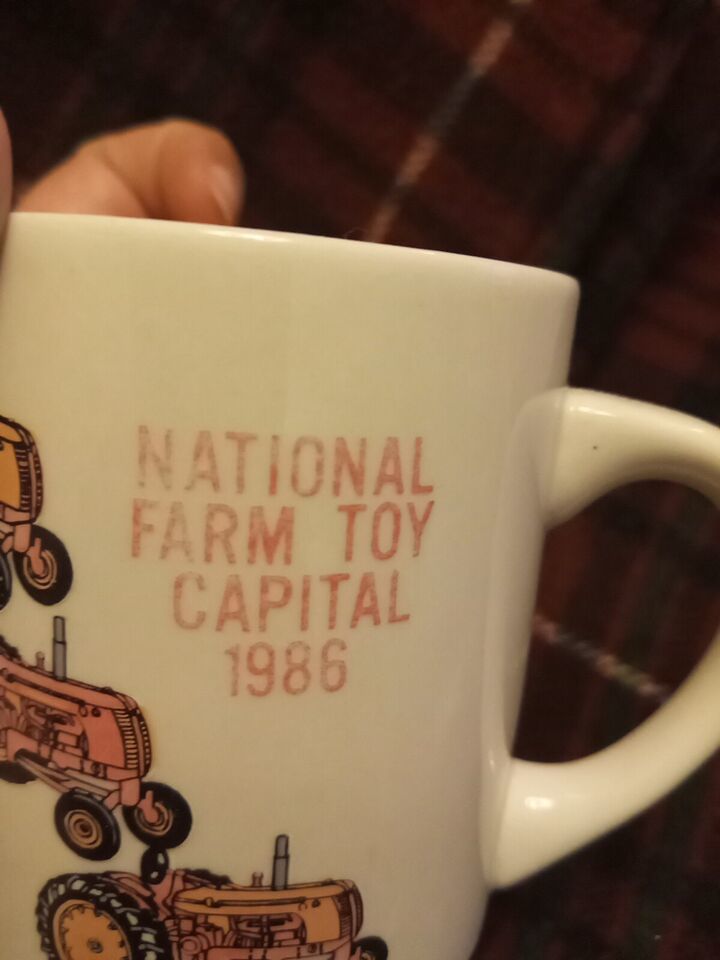 NATIONAL
FARM TOY
CAPITAL
1986